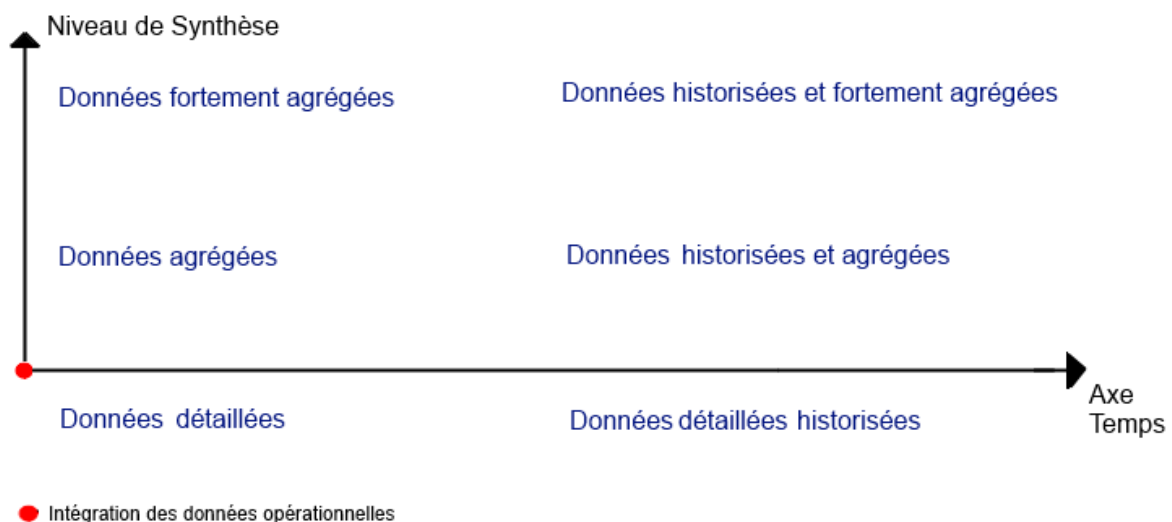 Niveau de Synthèse
Données fortement agrégées
Données historisées et fortement agrégées
Données agrégées
Données historisées et agrégées
Axe
Temps
Données détaillées
Données détaillées historisées
Intégration des données opérationnelles